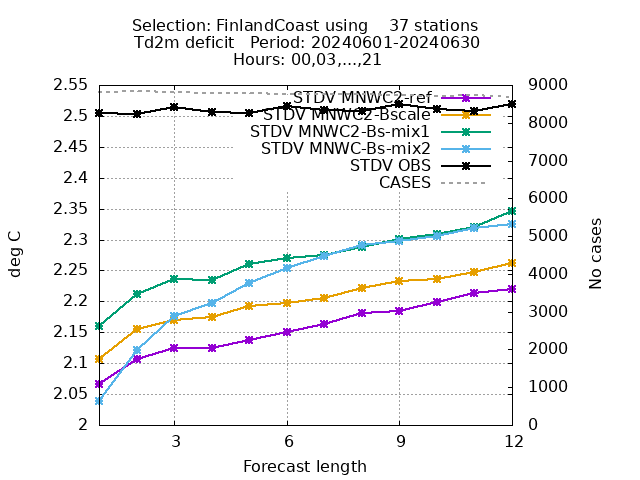 Selection: FinlandCoast using    37 stations
Td2m deficit   Period: 20240601-20240630
Hours: 00,03,...,21
2.55
2.5
2.45
2.4
2.35
2.3
2.25
2.2
2.15
2.1
2.05
2
deg C
9000
8000
7000
6000
5000
4000
3000
2000
1000
0
No cases
STDV MNWC2-ref
STDV MNWC2-Bscale
STDV MNWC2-Bs-mix1
STDV MNWC-Bs-mix2
STDV OBS
CASES
3 6 9 12
Forecast length